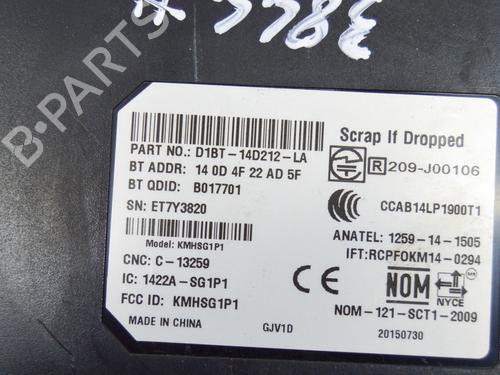 B-PARTS
PART NO.: D1BT-14D212-LA
BT ADDR: 14 0D 4F 22 AD 5F
BT QDID: B017701
SN: ET7Y3820
Model: KMHSG1P1
CNC: C-13259
IC: 1422A-SG1P1
FCC ID: KMHSG1P1
MADE IN CHINA
GJV1D
Scrap If Dropped
R 209-J00106
CCAB14LP1900T1
ANATEL: 1259-14-1505
IFT:RCPFOKM14-0294
CE
NOM
NYCE
NOM-121-SCT1-2009
20150730